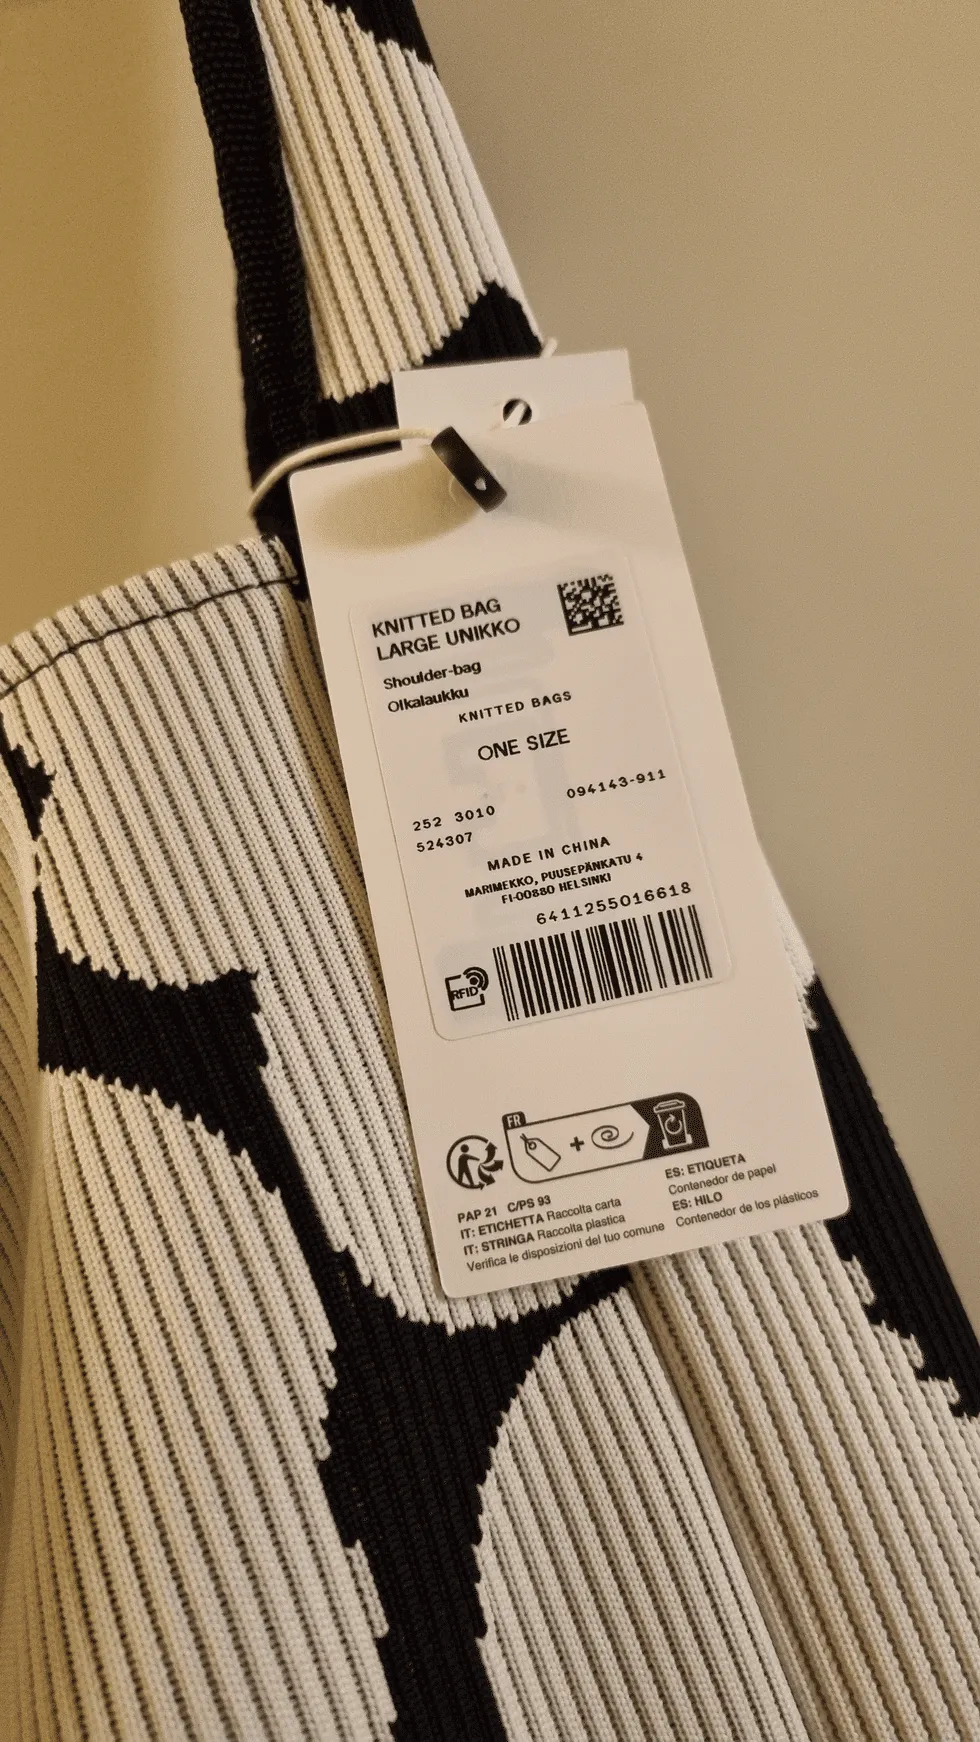 KNITTED BAG
LARGE UNIKKO
Shoulder-bag
Olkalaukku
KNITTED BAGS
ONE SIZE
094143-911
252 3010
524307
MADE IN CHINA
MARIMEKKO, PUUSEPÄNKATU 4
FI-00880 HELSINKI
6411255016618
RFID
FR
PAP 21 C/PS 93
IT: ETICHETTA Raccolta carta
IT: STRINGA Raccolta plastica
Verifica le disposizioni del tuo comune
ES: ETIQUETA
Contenedor de papel
ES: HILO
Contenedor de los plásticos